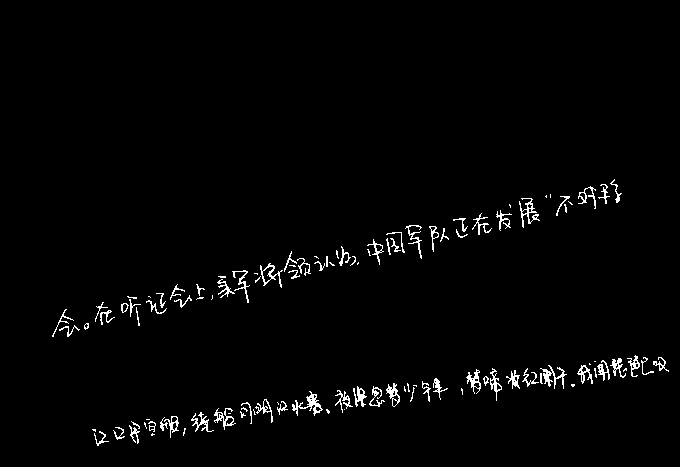 会。在听证会上,美军将领认为,中国军队正在发展“不对称
江口守空船,绕船月明江水寒。夜深忽梦少年事,梦啼妆红阑干。我闻琵琶已叹